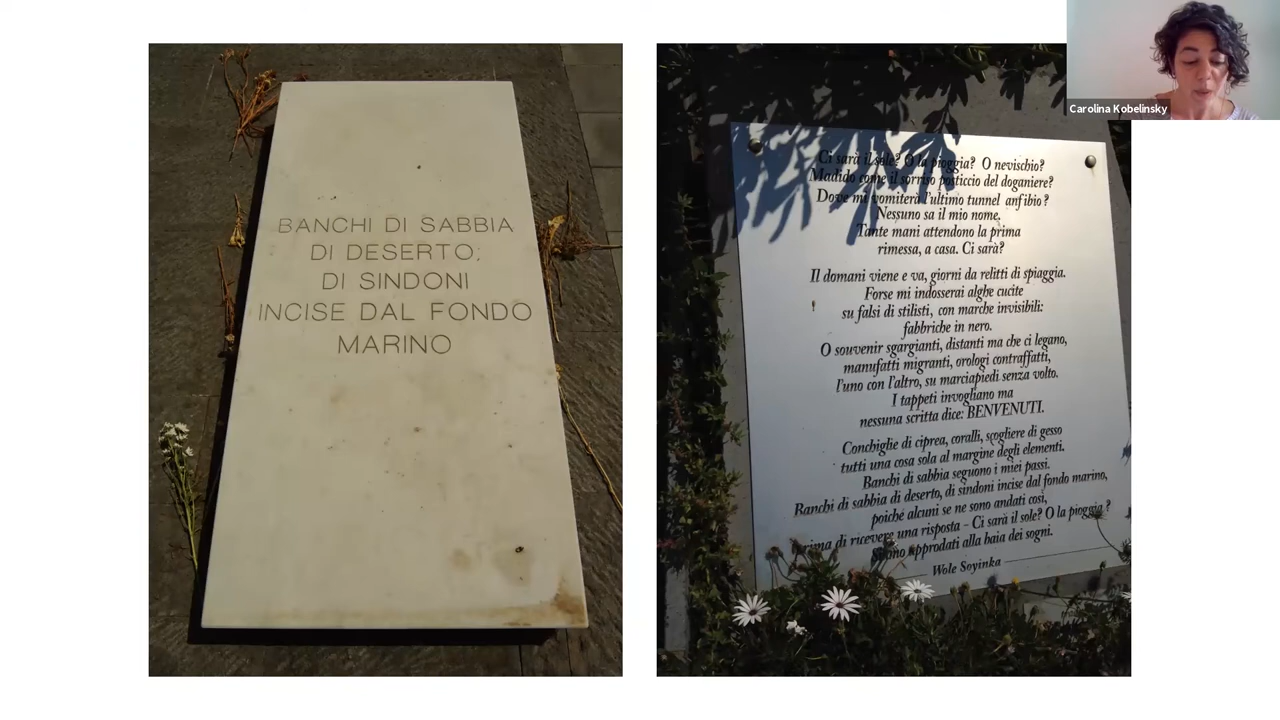 BANCHI DI SABBIA
DI DESERTO;
DI SINDONI
INCISE DAL FONDO
MARINO
Ci sarà il sole? O la pioggia? O nevischio?
Madido come il sorriso posticcio del doganiere?
Dove mi vomiterà l'ultimo tunnel anfibio?
Nessuno sa il mio nome.
Tante mani attendono la prima
rimessa, a casa. Ci sarà?
Il domani viene e va, giorni da relitti di spiaggia.
Forse mi indosserai alghe cucite
su falsi di stilisti, con marche invisibili:
fabbriche in nero.
O souvenir sgargianti, distanti ma che ci legano,
manufatti migranti, orologi contraffatti,
l'uno con l'altro, su marciapiedi senza volto.
I tappeti invogliano ma
nessuna scritta dice: BENVENUTI.
Conchiglie di ciprea, coralli, scogliere di gesso
tutti una cosa sola al margine degli elementi.
Banchi di sabbia seguono i miei passi.
Banchi di sabbia di deserto, di sindoni incise dal fondo marino,
poiché alcuni se ne sono andati così,
di ricevere una risposta - Ci sarà il sole? O la pioggia?
approdati alla baia dei sogni.
Wole Soyinka
Carolina Kobelinsky